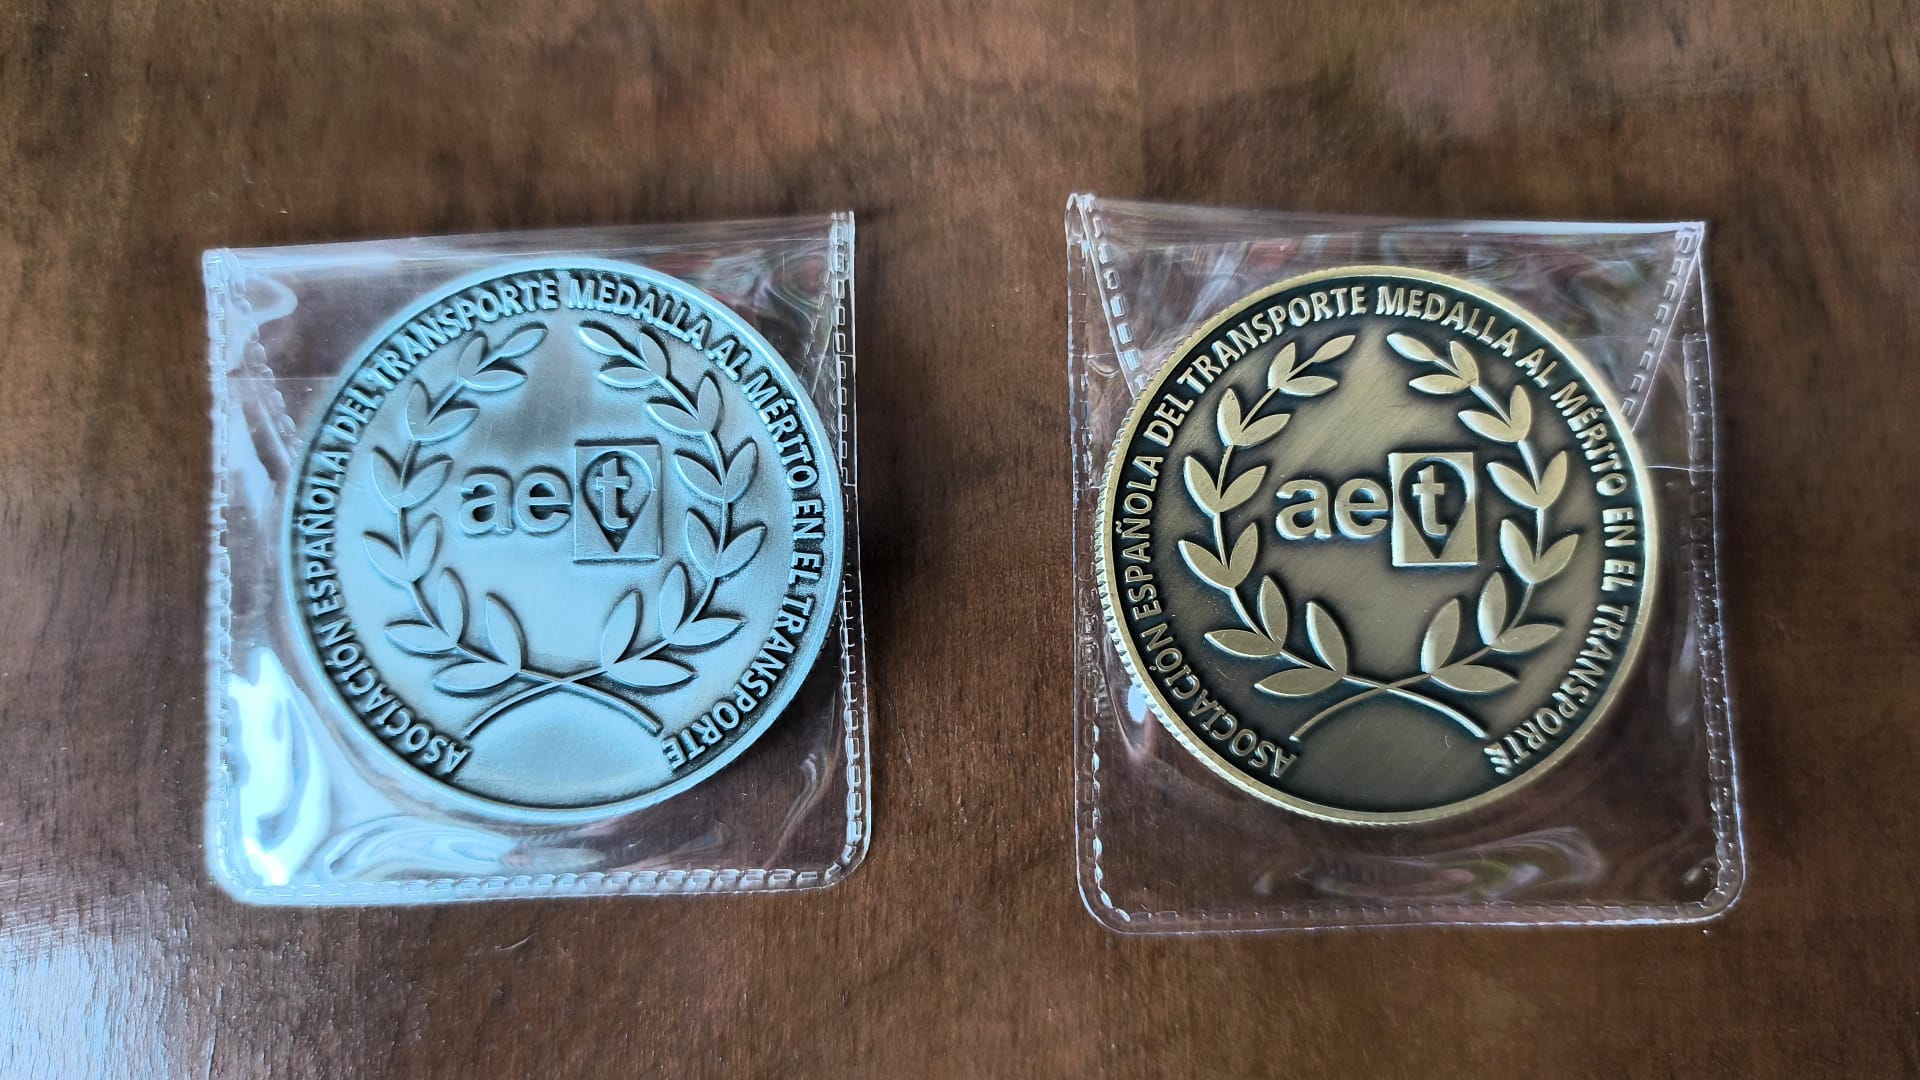 ASOCIACIÓN ESPAÑOLA DEL TRANSPORTE MEDALLA AL MÉRITO EN EL TRANSPORTE
aet
ASOCIACIÓN ESPAÑOLA DEL TRANSPORTE MEDALLA AL MÉRITO EN EL TRANSPORTE
aet